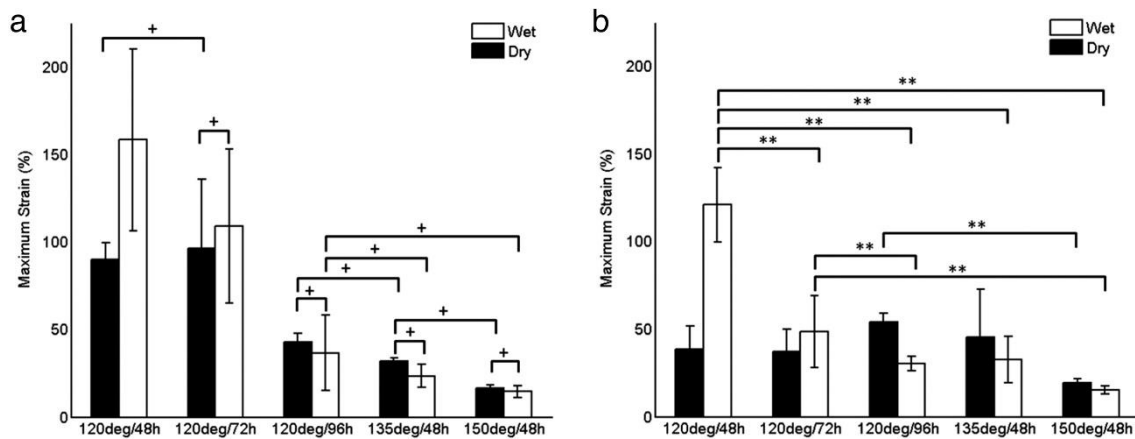 a
Wet
Dry
Maximum Strain (%)
200
150
100
50
0
+
+
+
+
+
+
+
+
+
120deg/48h 120deg/72h 120deg/96h 135deg/48h 150deg/48h
b
Wet
Dry
Maximum Strain (%)
200
150
100
50
0
**
**
**
**
**
**
**
120deg/48h 120deg/72h 120deg/96h 135deg/48h 150deg/48h